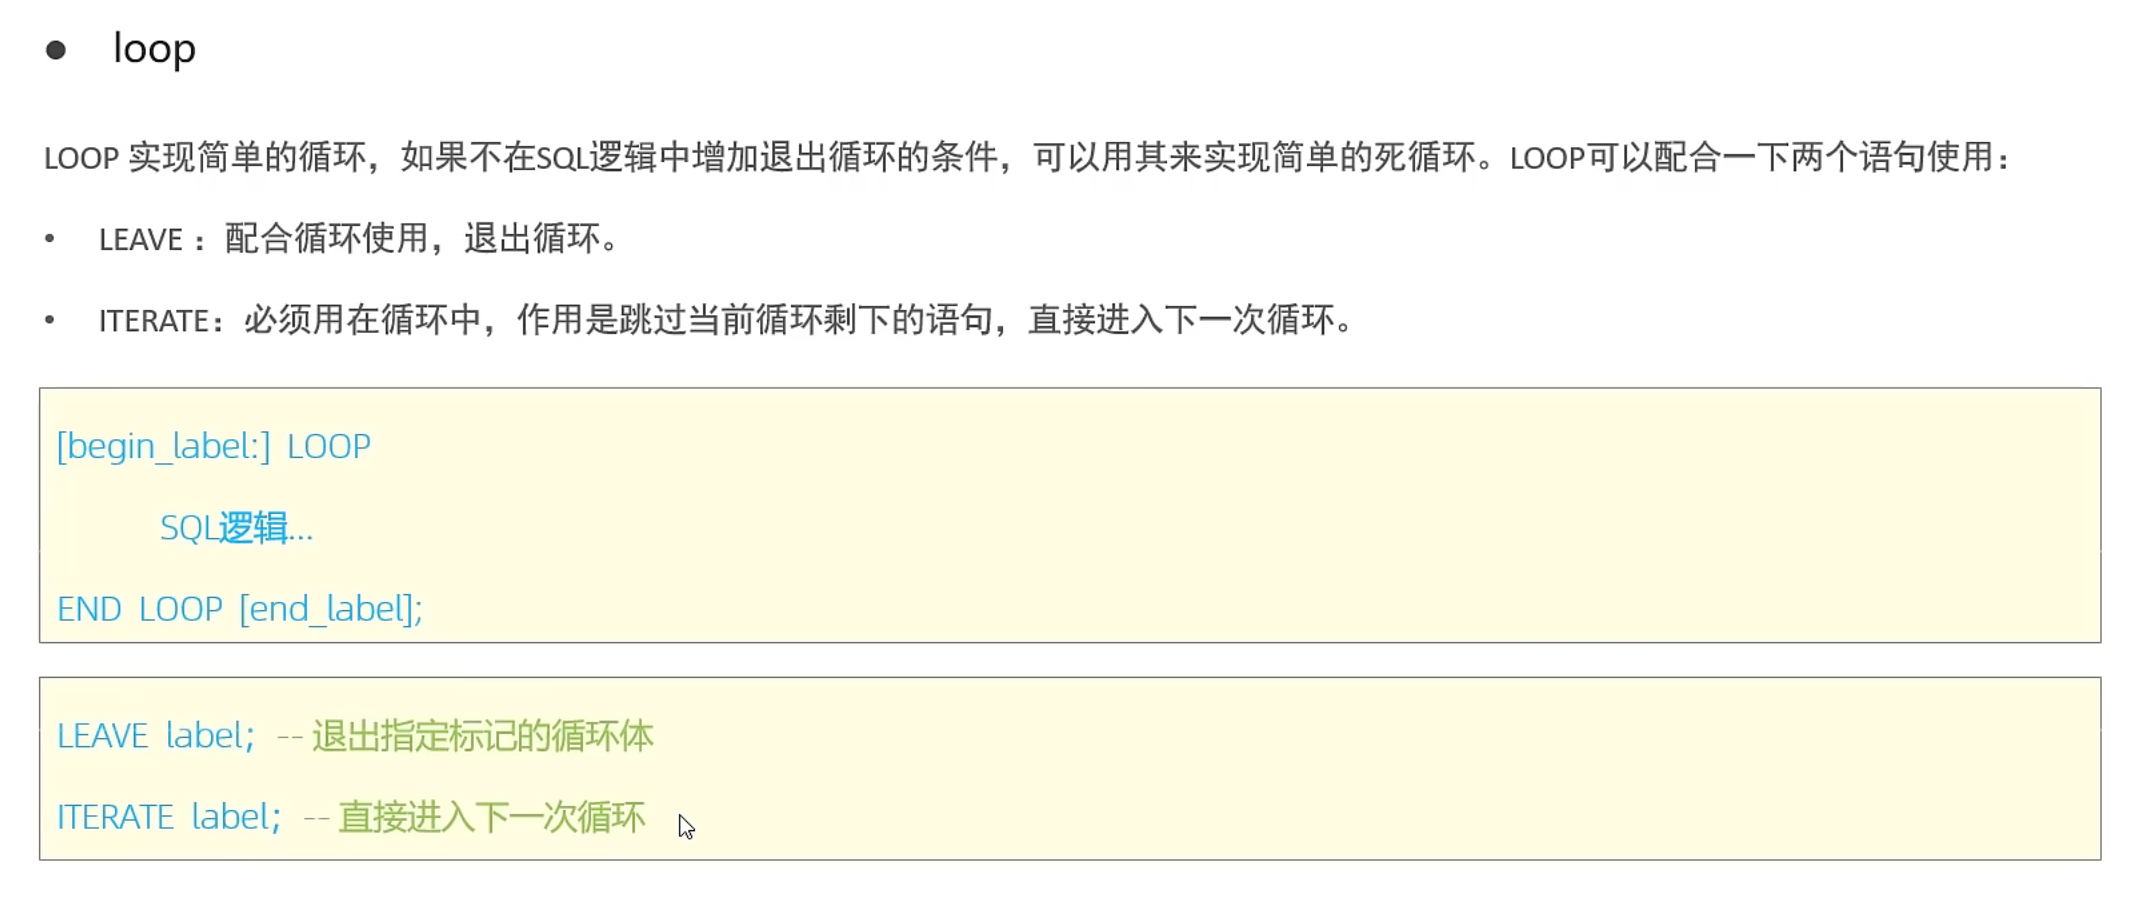 ● loop
LOOP 实现简单的循环，如果不在SQL逻辑中增加退出循环的条件，可以用其来实现简单的死循环。LOOP可以配合一下两个语句使用：
• LEAVE ：配合循环使用，退出循环。
• ITERATE：必须用在循环中，作用是跳过当前循环剩下的语句，直接进入下一次循环。
[begin_label:] LOOP
SQL逻辑...
END LOOP [end_label];
LEAVE label; -- 退出指定标记的循环体
ITERATE label; -- 直接进入下一次循环